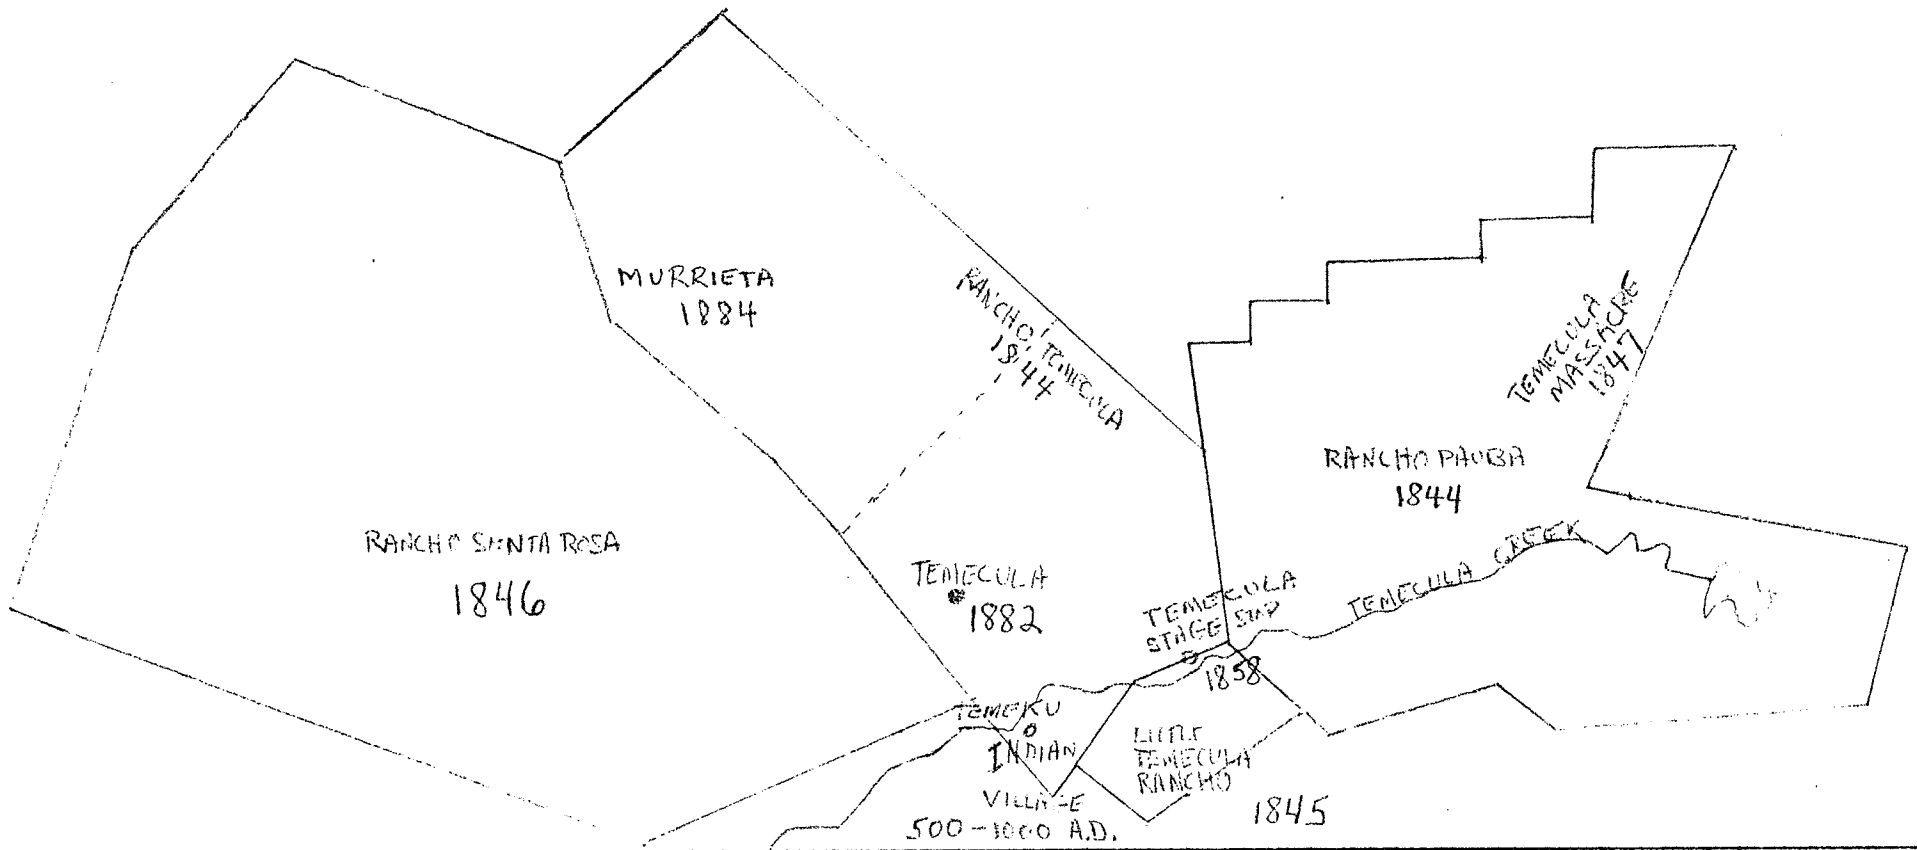 MURRIETA
1884
RANCHO TEMECULA
1844
TEMECULA
MASSACRE
1847
RANCHO PAUBA
1844
RANCHO SANTA ROSA
1846
TEMECULA
1882
TEMECULA
STAGE STOP
1858
TEMECULA CREEK
TEMEKU
INDIAN
VILLAGE
500-1000 A.D.
LITTLE
TEMECULA
RANCHO
1845